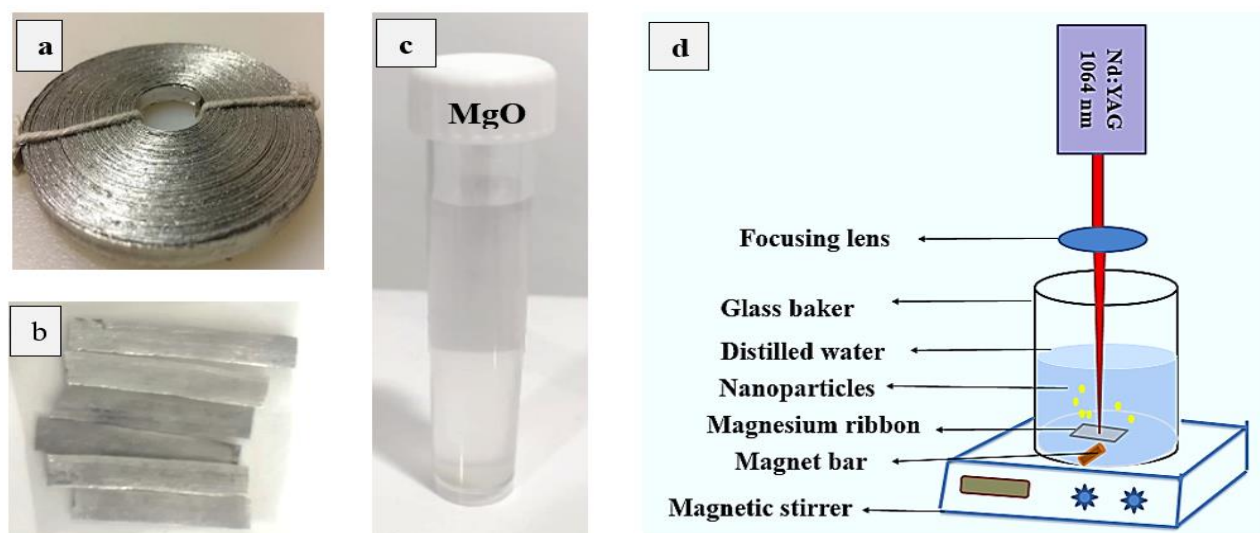 a
b
c
MgO
d
Nd:YAG
1064 nm
Focusing lens
Glass baker
Distilled water
Nanoparticles
Magnesium ribbon
Magnet bar
Magnetic stirrer